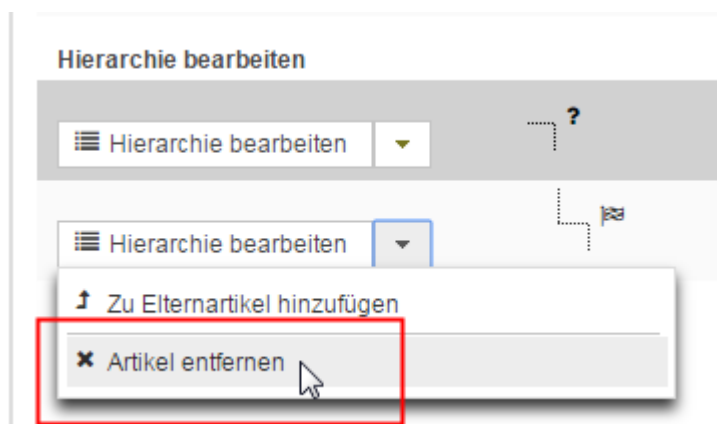 Hierarchie bearbeiten
?
Hierarchie bearbeiten
Hierarchie bearbeiten
Zu Elternartikel hinzufügen
Artikel entfernen